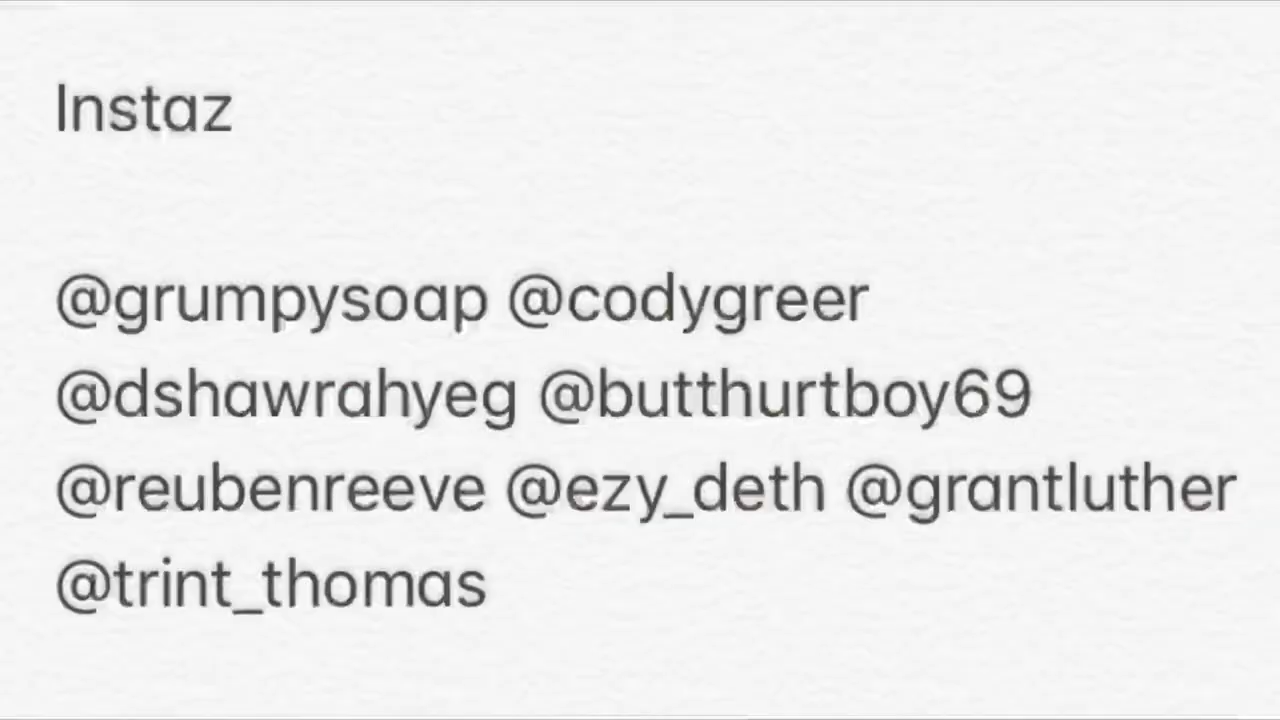 Instaz
@grumpysoap @codygreer
@dshawrahyeg @butthurtboy69
@reubenreeve @ezy_deth @grantluther
@trint_thomas